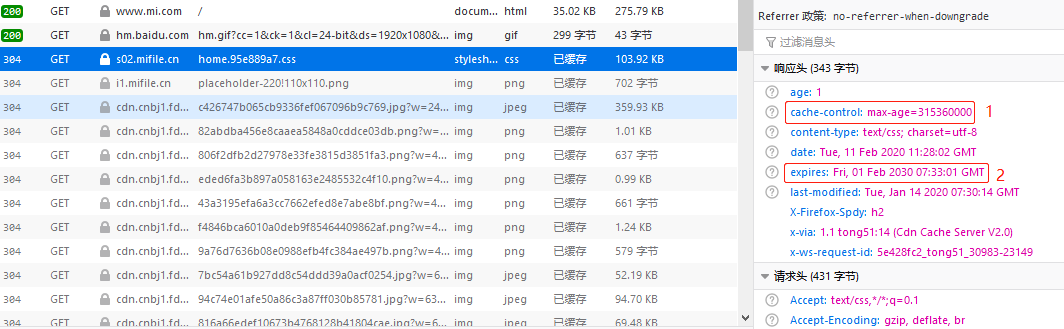 200 GET www.mi.com / docum... html 35.02 KB 275.79 KB
200 GET hm.baidu.com hm.gif?cc=1&ck=1&cl=24-bit&ds=1920x1080&... img gif 299 字节 43 字节
304 GET s02.mifile.cn home.95e889a7.css stylesh... css 已缓存 103.92 KB
304 GET i1.mifile.cn placeholder-220!110x110.png img png 已缓存 702 字节
304 GET cdn.cnbj1.fd... c426747b065cb9336fef067096b9c769.jpg?w=24... img jpeg 已缓存 359.93 KB
304 GET cdn.cnbj1.fd... 82abdba456e8caaea5848a0cddce03db.png?w=4... img png 已缓存 1.01 KB
304 GET cdn.cnbj1.fd... 806f2dfb2d27978e33fe3815d3851fa3.png?w=4... img png 已缓存 637 字节
304 GET cdn.cnbj1.fd... eded6fa3b897a058163e2485532c4f10.png?w=4... img png 已缓存 0.99 KB
304 GET cdn.cnbj1.fd... 43a3195efa6a3cc7662efed8e7abe8bf.png?w=4... img png 已缓存 661 字节
304 GET cdn.cnbj1.fd... f4846bca6010a0deb9f85464409862af.png?w=4... img png 已缓存 1.24 KB
304 GET cdn.cnbj1.fd... 9a76d7636b08e0988efb4fc384ae497b.png?w=4... img png 已缓存 579 字节
304 GET cdn.cnbj1.fd... 7bc54a61b927dd8c54ddd39a0acf0254.jpg?w=6... img jpeg 已缓存 52.19 KB
304 GET cdn.cnbj1.fd... 94c74e01afe50a86c3a87ff030b85781.jpg?w=63... img jpeg 已缓存 94.70 KB
304 GET cdn.cnbj1.fd... 816a66edef10673b4768128b41804cae.jpg?w=6... img jpeg 已缓存 69.48 KB
Referrer 政策: no-referrer-when-downgrade
过滤消息头
响应头 (343 字节)
age: 1
cache-control: max-age=315360000 1
content-type: text/css; charset=utf-8
date: Tue, 11 Feb 2020 11:28:02 GMT
expires: Fri, 01 Feb 2030 07:33:01 GMT 2
last-modified: Tue, Jan 14 2020 07:30:14 GMT
X-Firefox-Spdy: h2
x-via: 1.1 tong51:14 (Cdn Cache Server V2.0)
x-ws-request-id: 5e428fc2_tong51_30983-23149
请求头 (431 字节)
Accept: text/css,*/*;q=0.1
Accept-Encoding: gzip, deflate, br